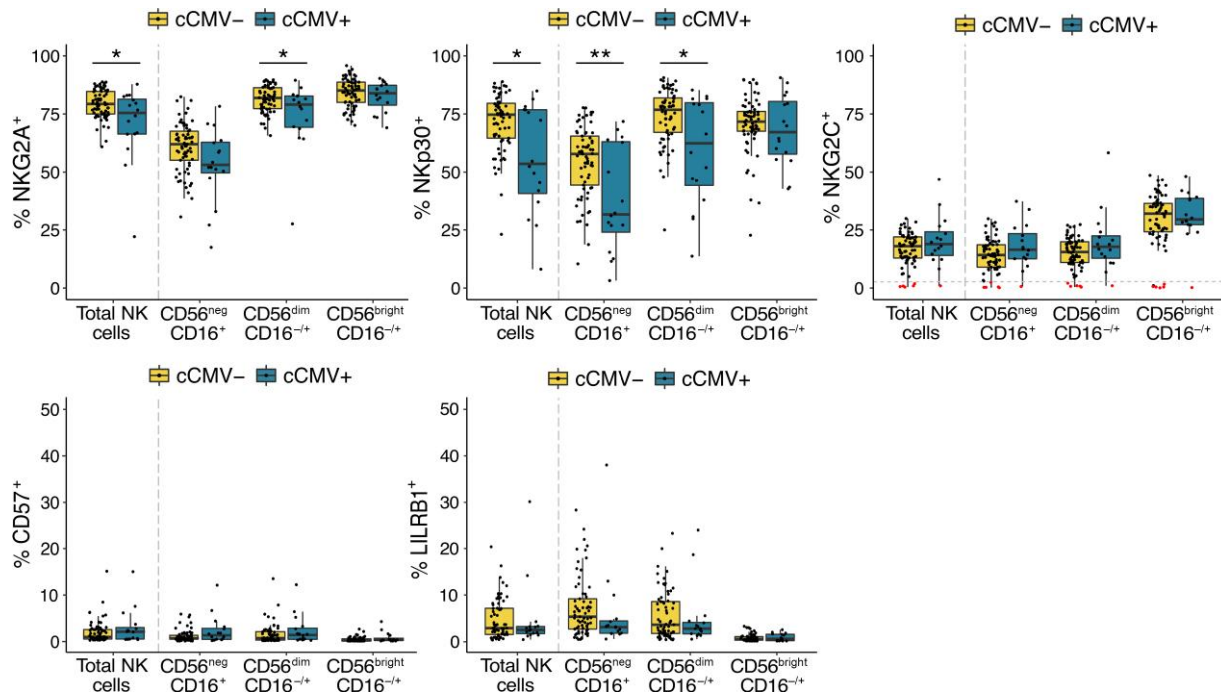 cCMV− cCMV+
% NKG2A+
100
75
50
25
0
* *
Total NK cells
CD56neg CD16+
CD56dim CD16−/+
CD56bright CD16−/+
cCMV− cCMV+
% NKp30+
100
75
50
25
0
* ** *
Total NK cells
CD56neg CD16+
CD56dim CD16−/+
CD56bright CD16−/+
cCMV− cCMV+
% NKG2C+
100
75
50
25
0
Total NK cells
CD56neg CD16+
CD56dim CD16−/+
CD56bright CD16−/+
cCMV− cCMV+
% CD57+
50
40
30
20
10
0
Total NK cells
CD56neg CD16+
CD56dim CD16−/+
CD56bright CD16−/+
cCMV− cCMV+
% LILRB1+
50
40
30
20
10
0
Total NK cells
CD56neg CD16+
CD56dim CD16−/+
CD56bright CD16−/+